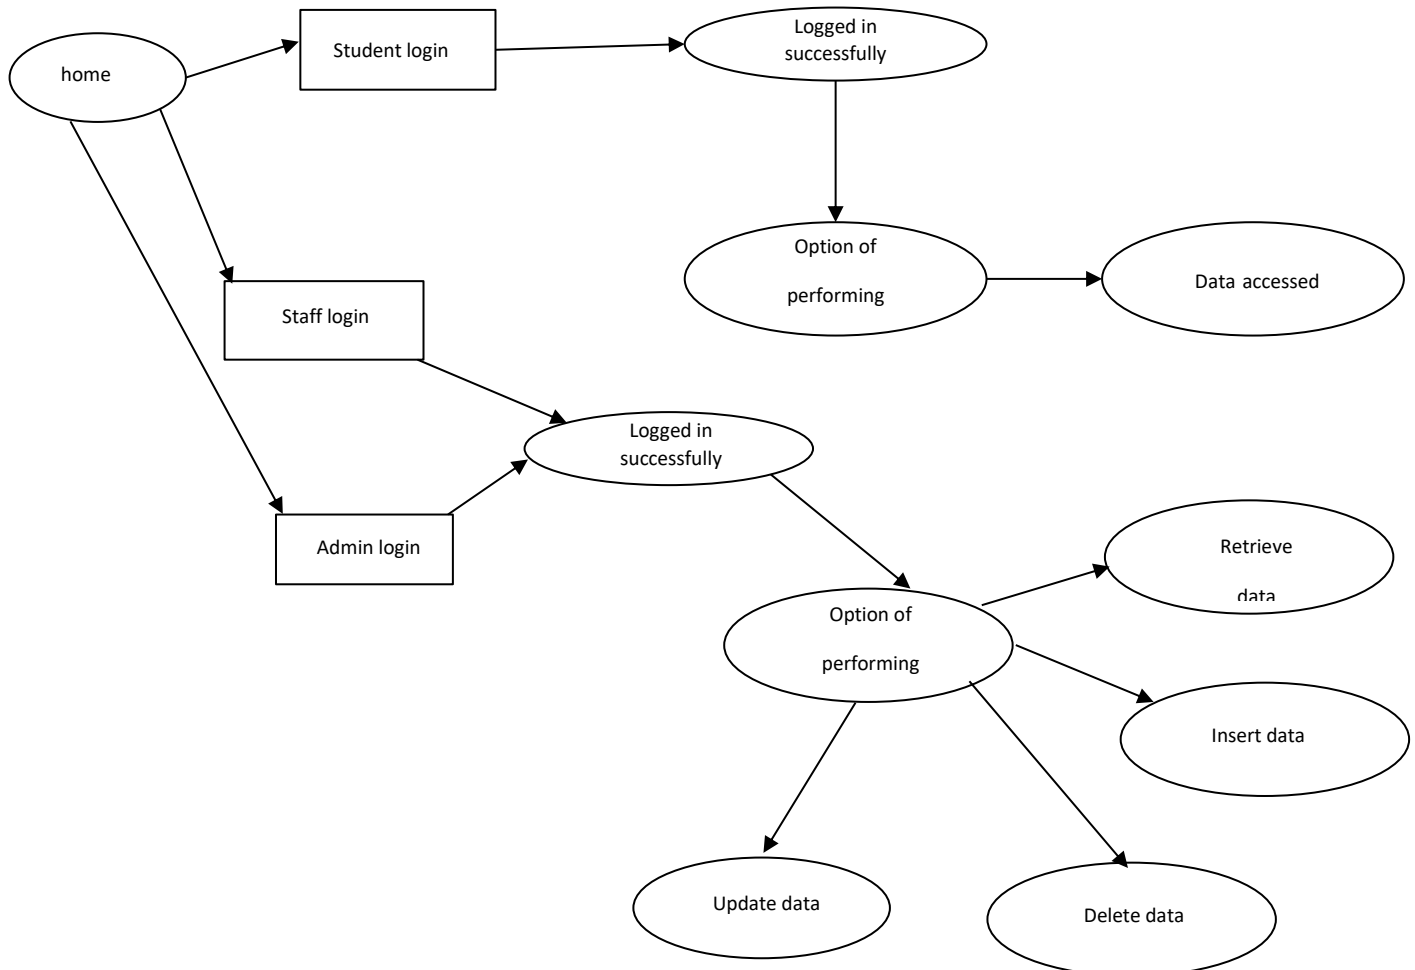 home
Student login
Logged in
successfully
Option of
performing
Data accessed
Staff login
Logged in
successfully
Admin login
Option of
performing
Retrieve
data
Insert data
Update data
Delete data